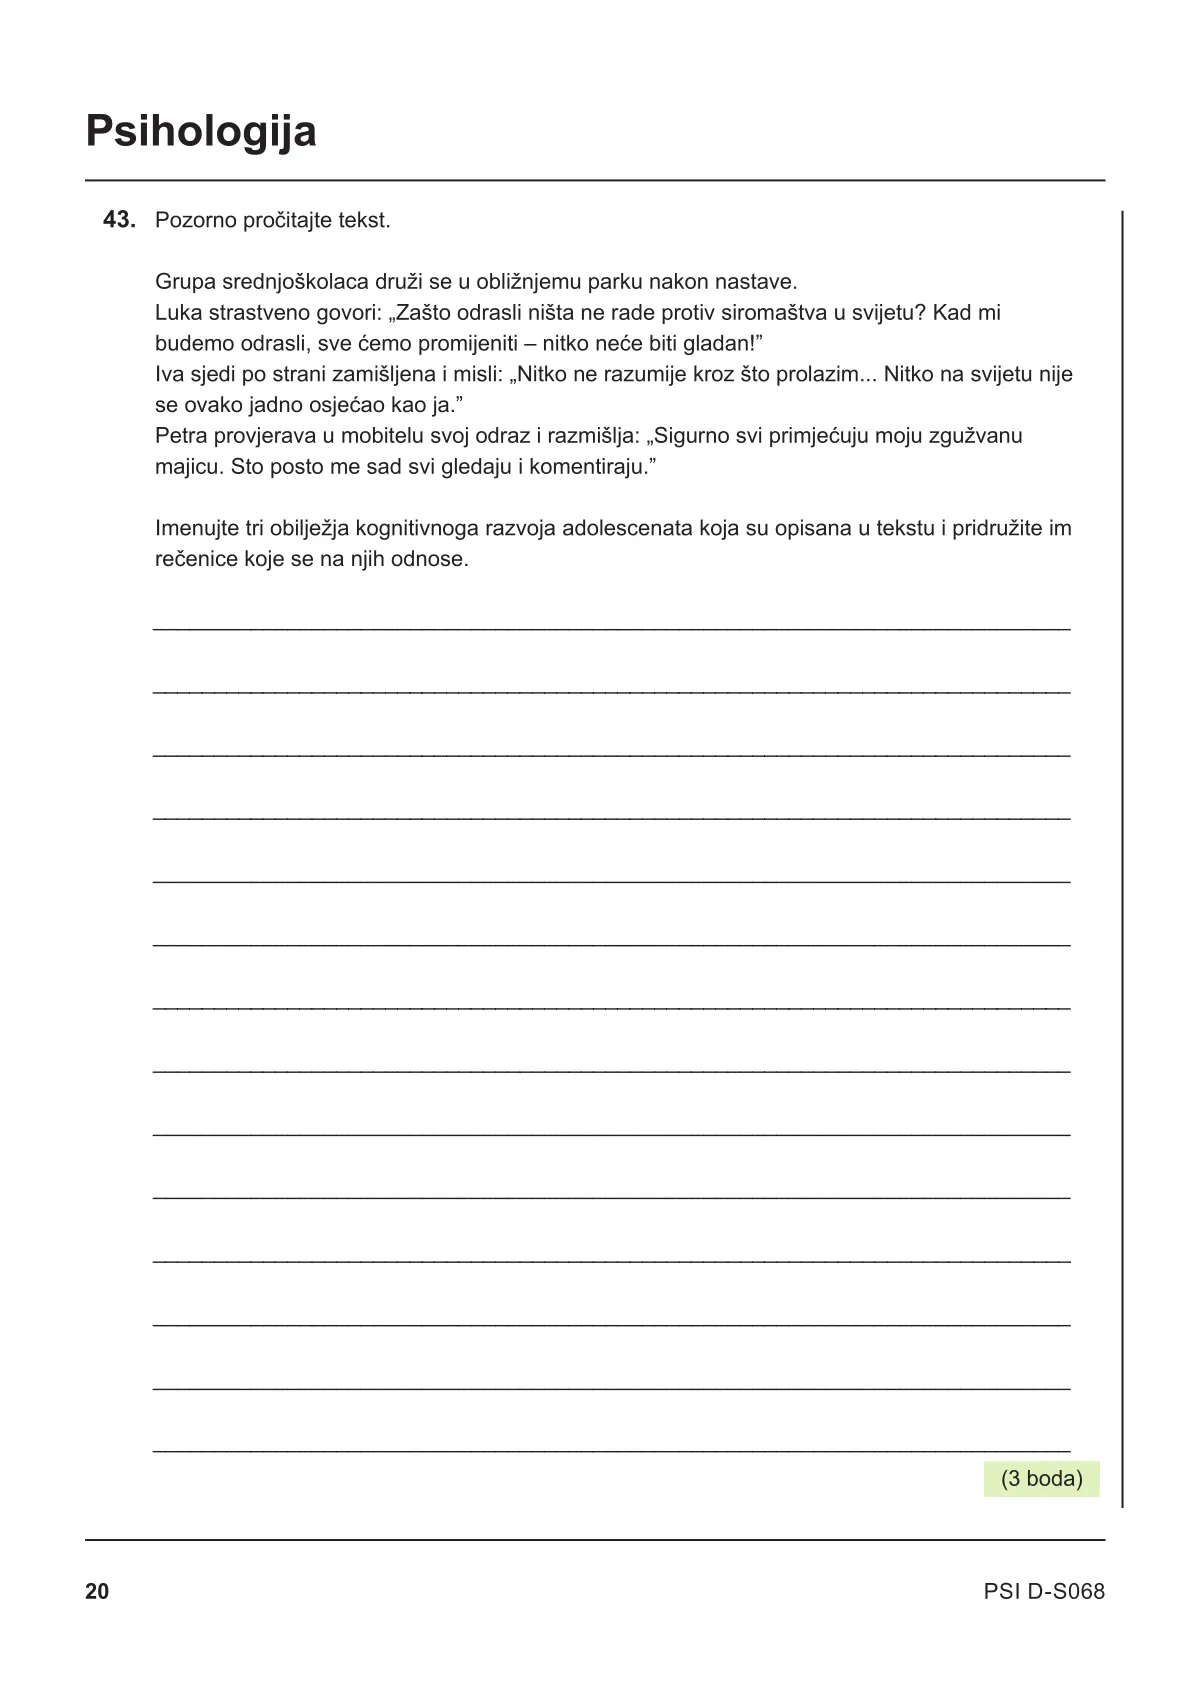 Psihologija
43. Pozorno pročitajte tekst.
Grupa srednjoškolaca druži se u obližnjemu parku nakon nastave.
Luka strastveno govori: „Zašto odrasli ništa ne rade protiv siromaštva u svijetu? Kad mi
budemo odrasli, sve ćemo promijeniti – nitko neće biti gladan!”
Iva sjedi po strani zamišljena i misli: „Nitko ne razumije kroz što prolazim... Nitko na svijetu nije
se ovako jadno osjećao kao ja.”
Petra provjerava u mobitelu svoj odraz i razmišlja: „Sigurno svi primjećuju moju zgužvanu
majicu. Sto posto me sad svi gledaju i komentiraju.”
Imenujte tri obilježja kognitivnoga razvoja adolescenata koja su opisana u tekstu i pridružite im
rečenice koje se na njih odnose.
(3 boda)
20
PSI D-S068